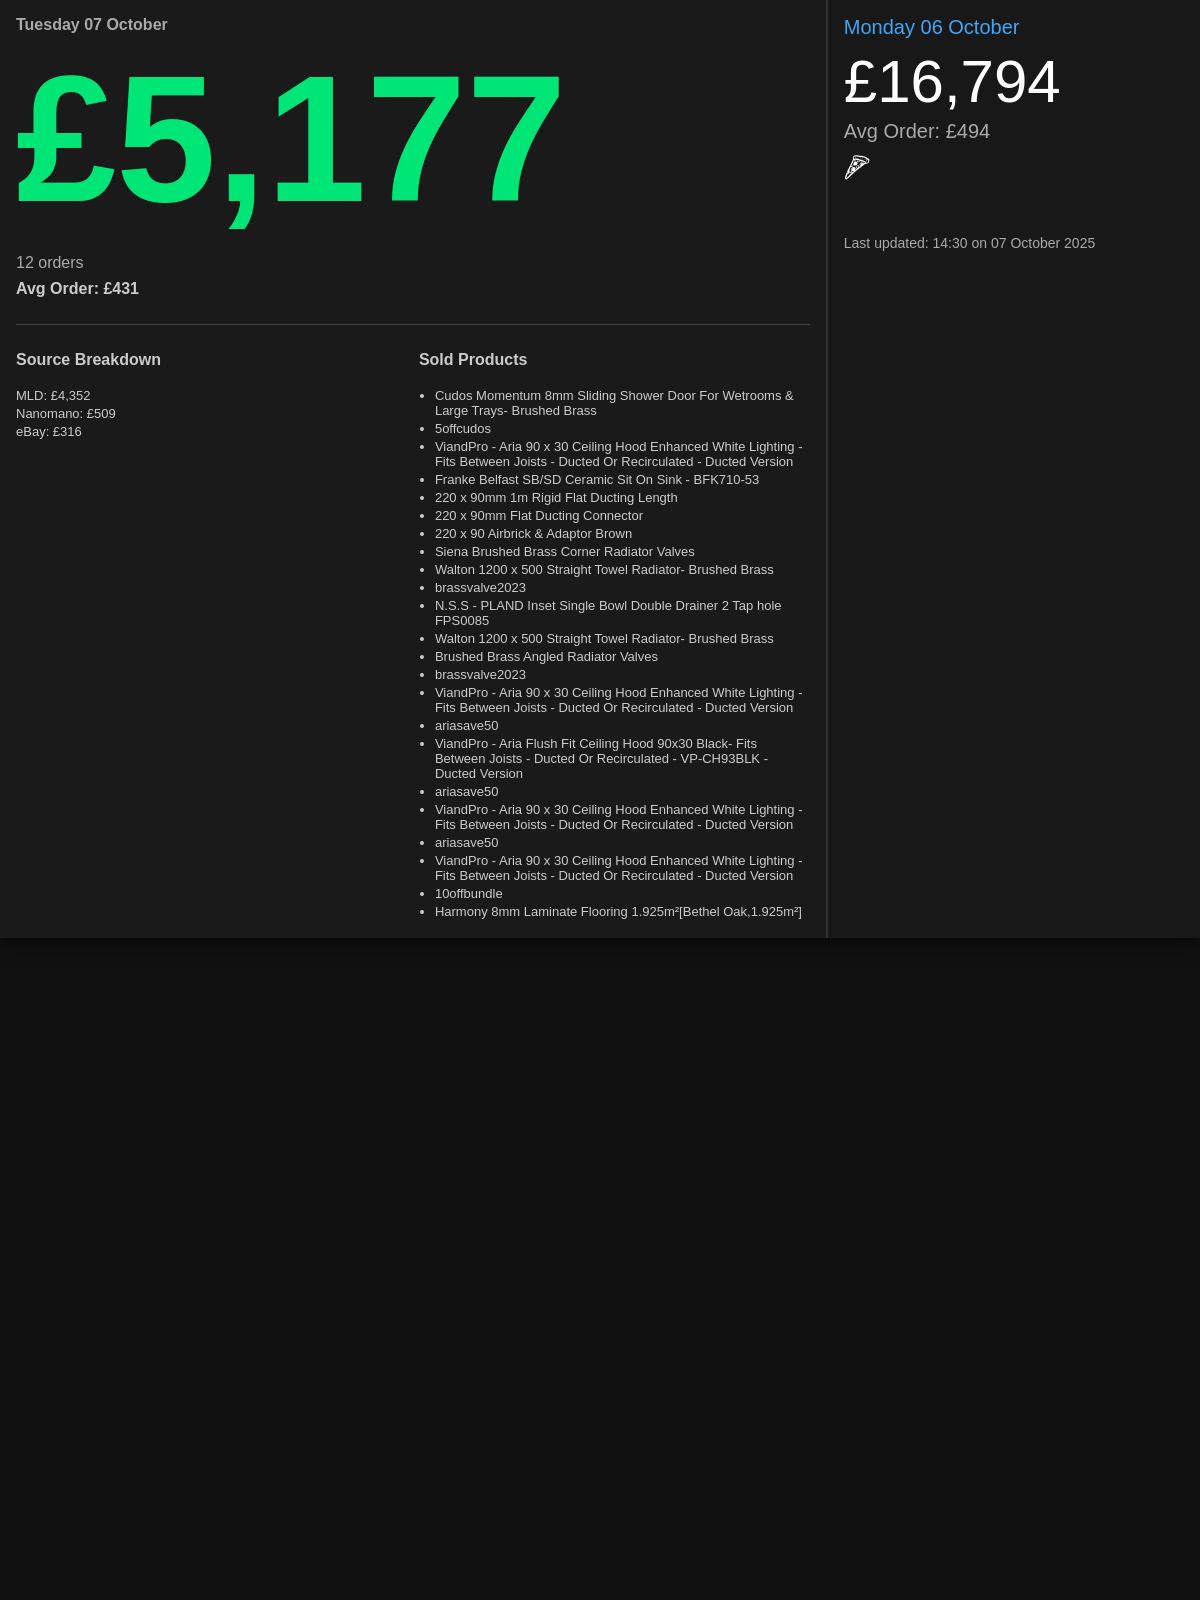 Tuesday 07 October
£5,177
12 orders
Avg Order: £431
Source Breakdown
MLD: £4,352
Nanomano: £509
eBay: £316
Sold Products
• Cudos Momentum 8mm Sliding Shower Door For Wetrooms &
Large Trays- Brushed Brass
• 5offcudos
• ViandPro - Aria 90 x 30 Ceiling Hood Enhanced White Lighting -
Fits Between Joists - Ducted Or Recirculated - Ducted Version
• Franke Belfast SB/SD Ceramic Sit On Sink - BFK710-53
• 220 x 90mm 1m Rigid Flat Ducting Length
• 220 x 90mm Flat Ducting Connector
• 220 x 90 Airbrick & Adaptor Brown
• Siena Brushed Brass Corner Radiator Valves
• Walton 1200 x 500 Straight Towel Radiator- Brushed Brass
• brassvalve2023
• N.S.S - PLAND Inset Single Bowl Double Drainer 2 Tap hole
FPS0085
• Walton 1200 x 500 Straight Towel Radiator- Brushed Brass
• Brushed Brass Angled Radiator Valves
• brassvalve2023
• ViandPro - Aria 90 x 30 Ceiling Hood Enhanced White Lighting -
Fits Between Joists - Ducted Or Recirculated - Ducted Version
• ariasave50
• ViandPro - Aria Flush Fit Ceiling Hood 90x30 Black- Fits
Between Joists - Ducted Or Recirculated - VP-CH93BLK -
Ducted Version
• ariasave50
• ViandPro - Aria 90 x 30 Ceiling Hood Enhanced White Lighting -
Fits Between Joists - Ducted Or Recirculated - Ducted Version
• ariasave50
• ViandPro - Aria 90 x 30 Ceiling Hood Enhanced White Lighting -
Fits Between Joists - Ducted Or Recirculated - Ducted Version
• 10offbundle
• Harmony 8mm Laminate Flooring 1.925m²[Bethel Oak,1.925m²]
Monday 06 October
£16,794
Avg Order: £494
Last updated: 14:30 on 07 October 2025